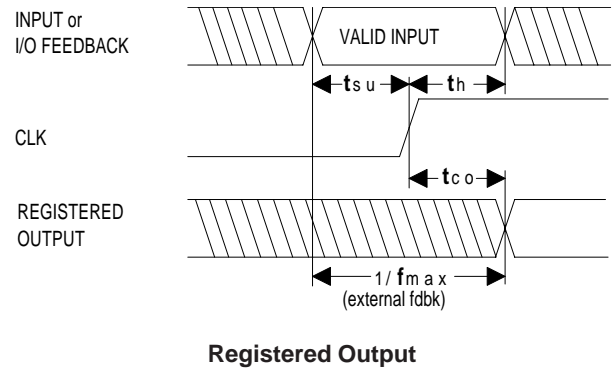 INPUT or
I/O FEEDBACK
VALID INPUT
tsu
th
CLK
tco
REGISTERED
OUTPUT
1/fmax
(external fdbk)
Registered Output